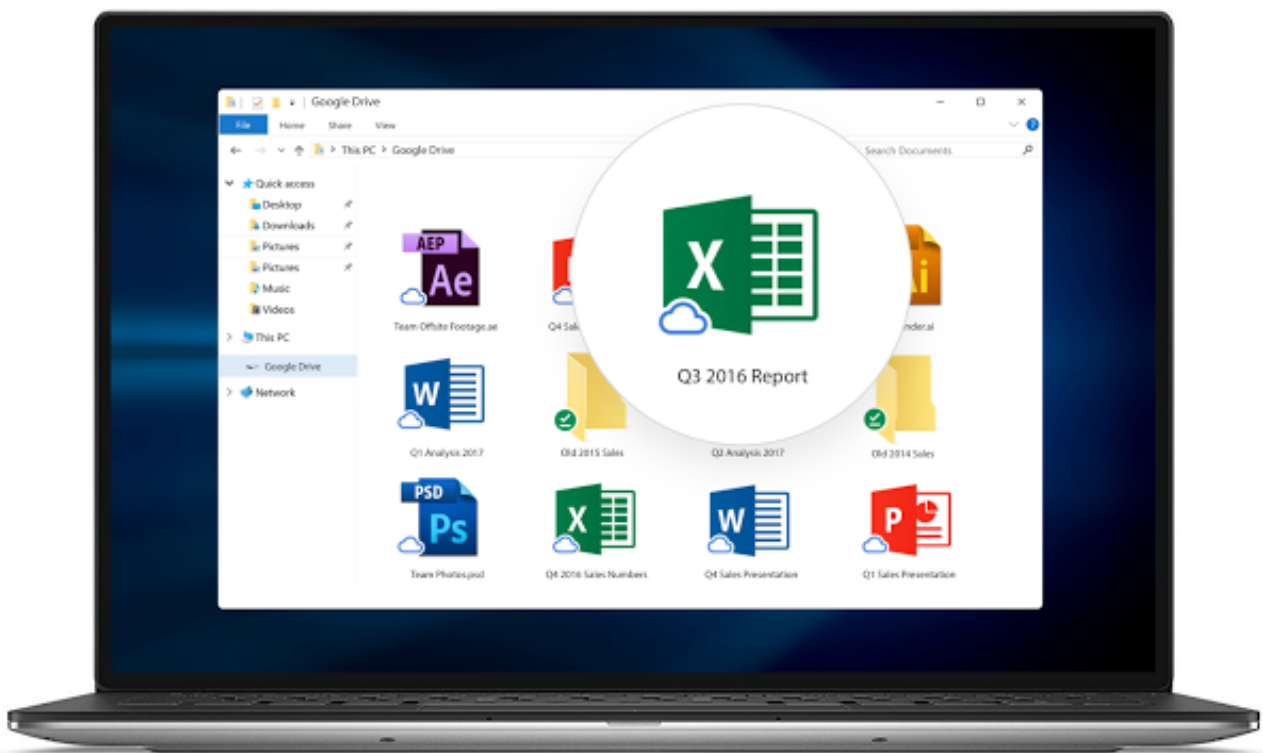 Google Drive
File Home Share View
This PC > Google Drive
Search Documents
Quick access
Desktop
Downloads
Pictures
Pictures
Music
Videos
This PC
Google Drive
Network
AEP
Ae
Team Offsite Footage.ae
Q4
X
Q3 2016 Report
W
Q1 Analysis 2017
Old 2015 Sales
Q2 Analysis 2017
Old 2014 Sales
PSD
Ps
Team Photos.psd
X
Q4 2016 Sales Numbers
W
Q4 Sales Presentation
P
Q1 Sales Presentation